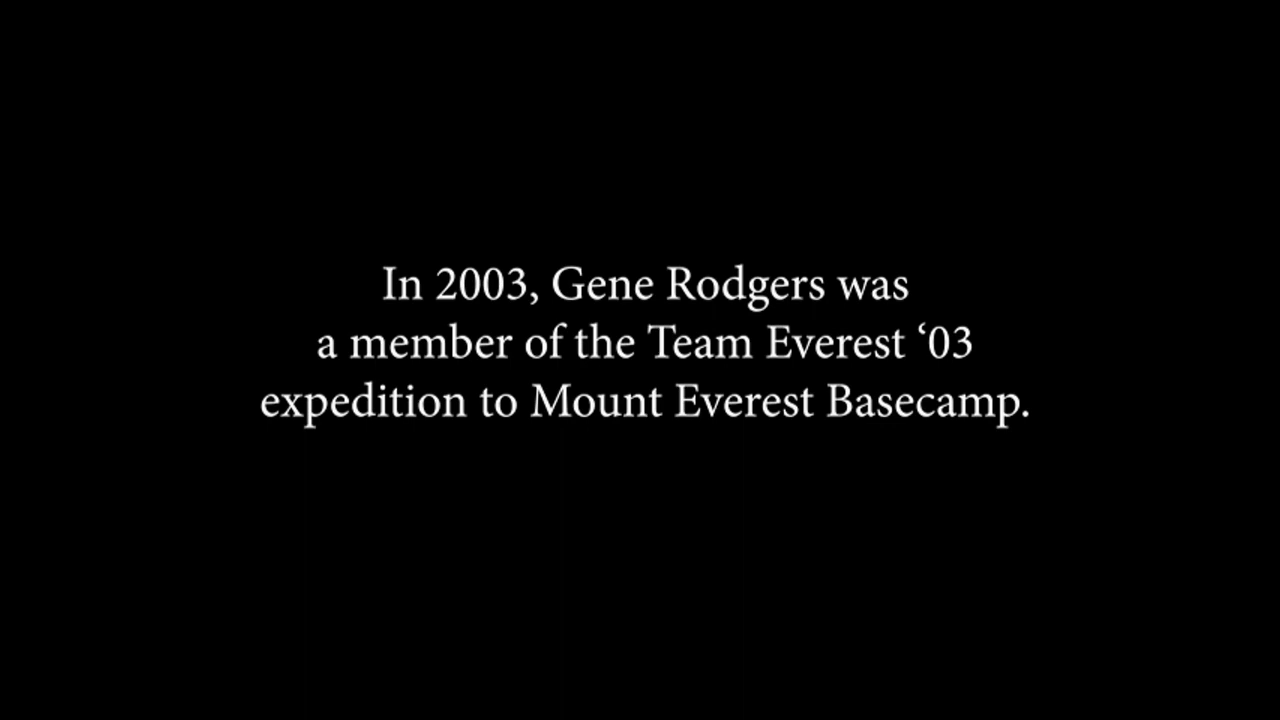 In 2003, Gene Rodgers was
a member of the Team Everest ‘03
expedition to Mount Everest Basecamp.